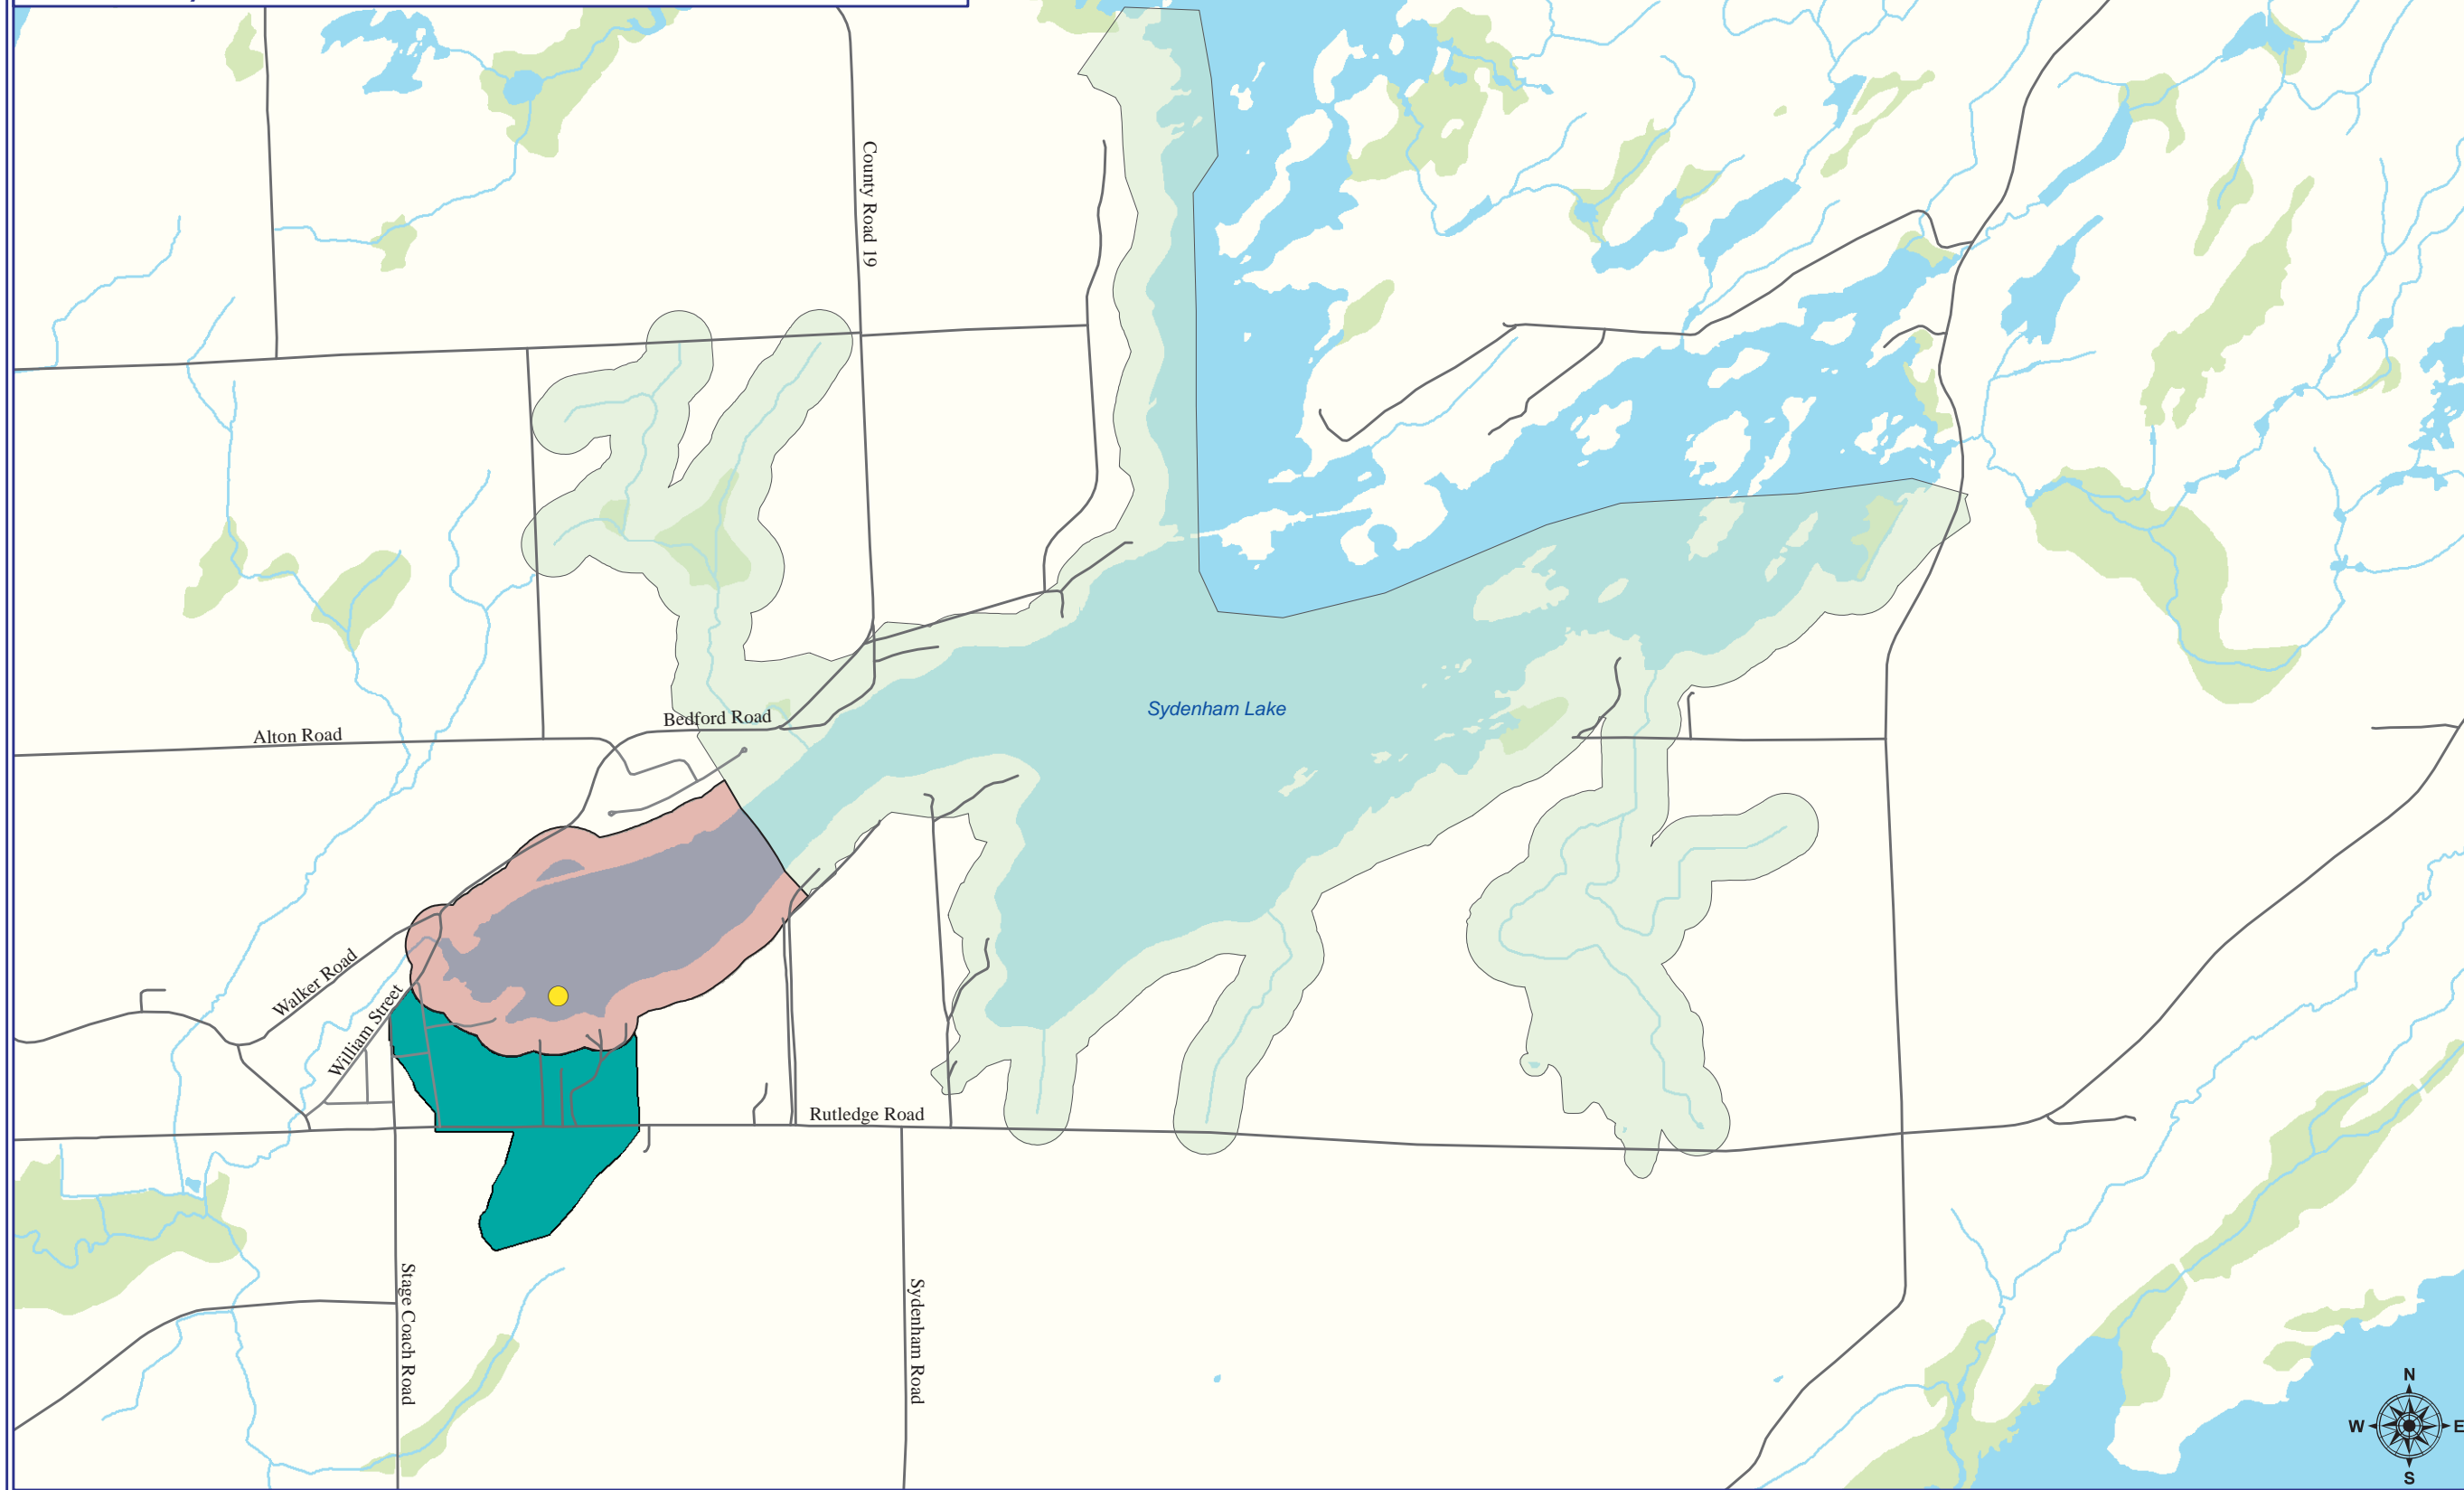 County Road 19
Sydenham Lake
Bedford Road
Alton Road
Walker Road
William Street
Rutledge Road
Stage Coach Road
Sydenham Road
N
W
E
S